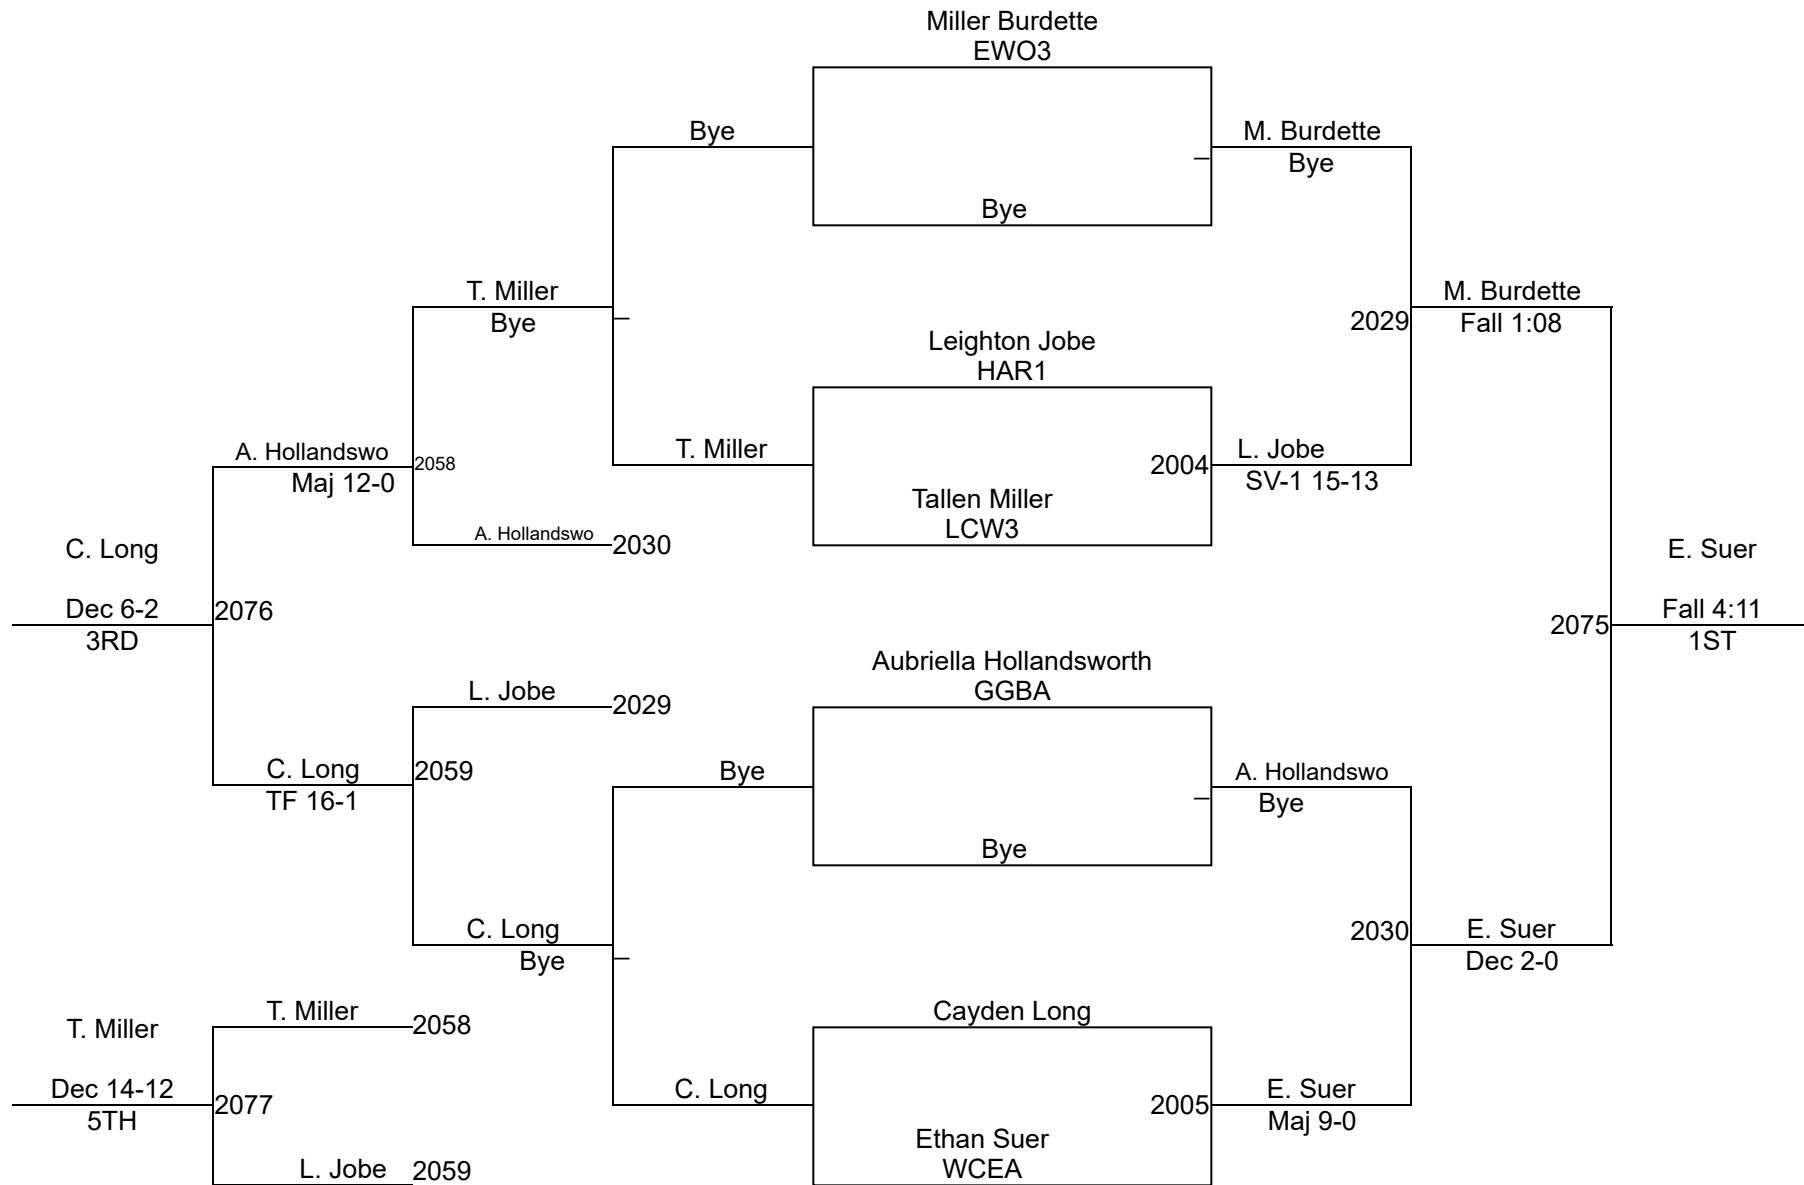 Miller Burdette
EWO3
Bye
M. Burdette
Bye
Bye
T. Miller
Bye
M. Burdette
Fall 1:08
2029
Leighton Jobe
HAR1
A. Hollandswo
Maj 12-0
2058
T. Miller
2004
L. Jobe
SV-1 15-13
Tallen Miller
LCW3
A. Hollandswo
2030
C. Long
Dec 6-2
3RD
2076
E. Suer
Fall 4:11
1ST
2075
Aubriella Hollandsworth
GGBA
L. Jobe
2029
C. Long
TF 16-1
2059
Bye
A. Hollandswo
Bye
Bye
C. Long
Bye
2030
E. Suer
Dec 2-0
Cayden Long
T. Miller
Dec 14-12
5TH
T. Miller
2058
2077
L. Jobe
2059
C. Long
2005
E. Suer
Maj 9-0
Ethan Suer
WCEA